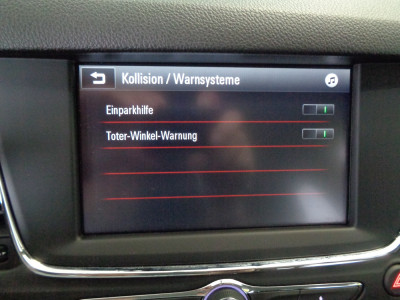 Kollision / Warnsysteme
Einparkhilfe
Toter-Winkel-Warnung